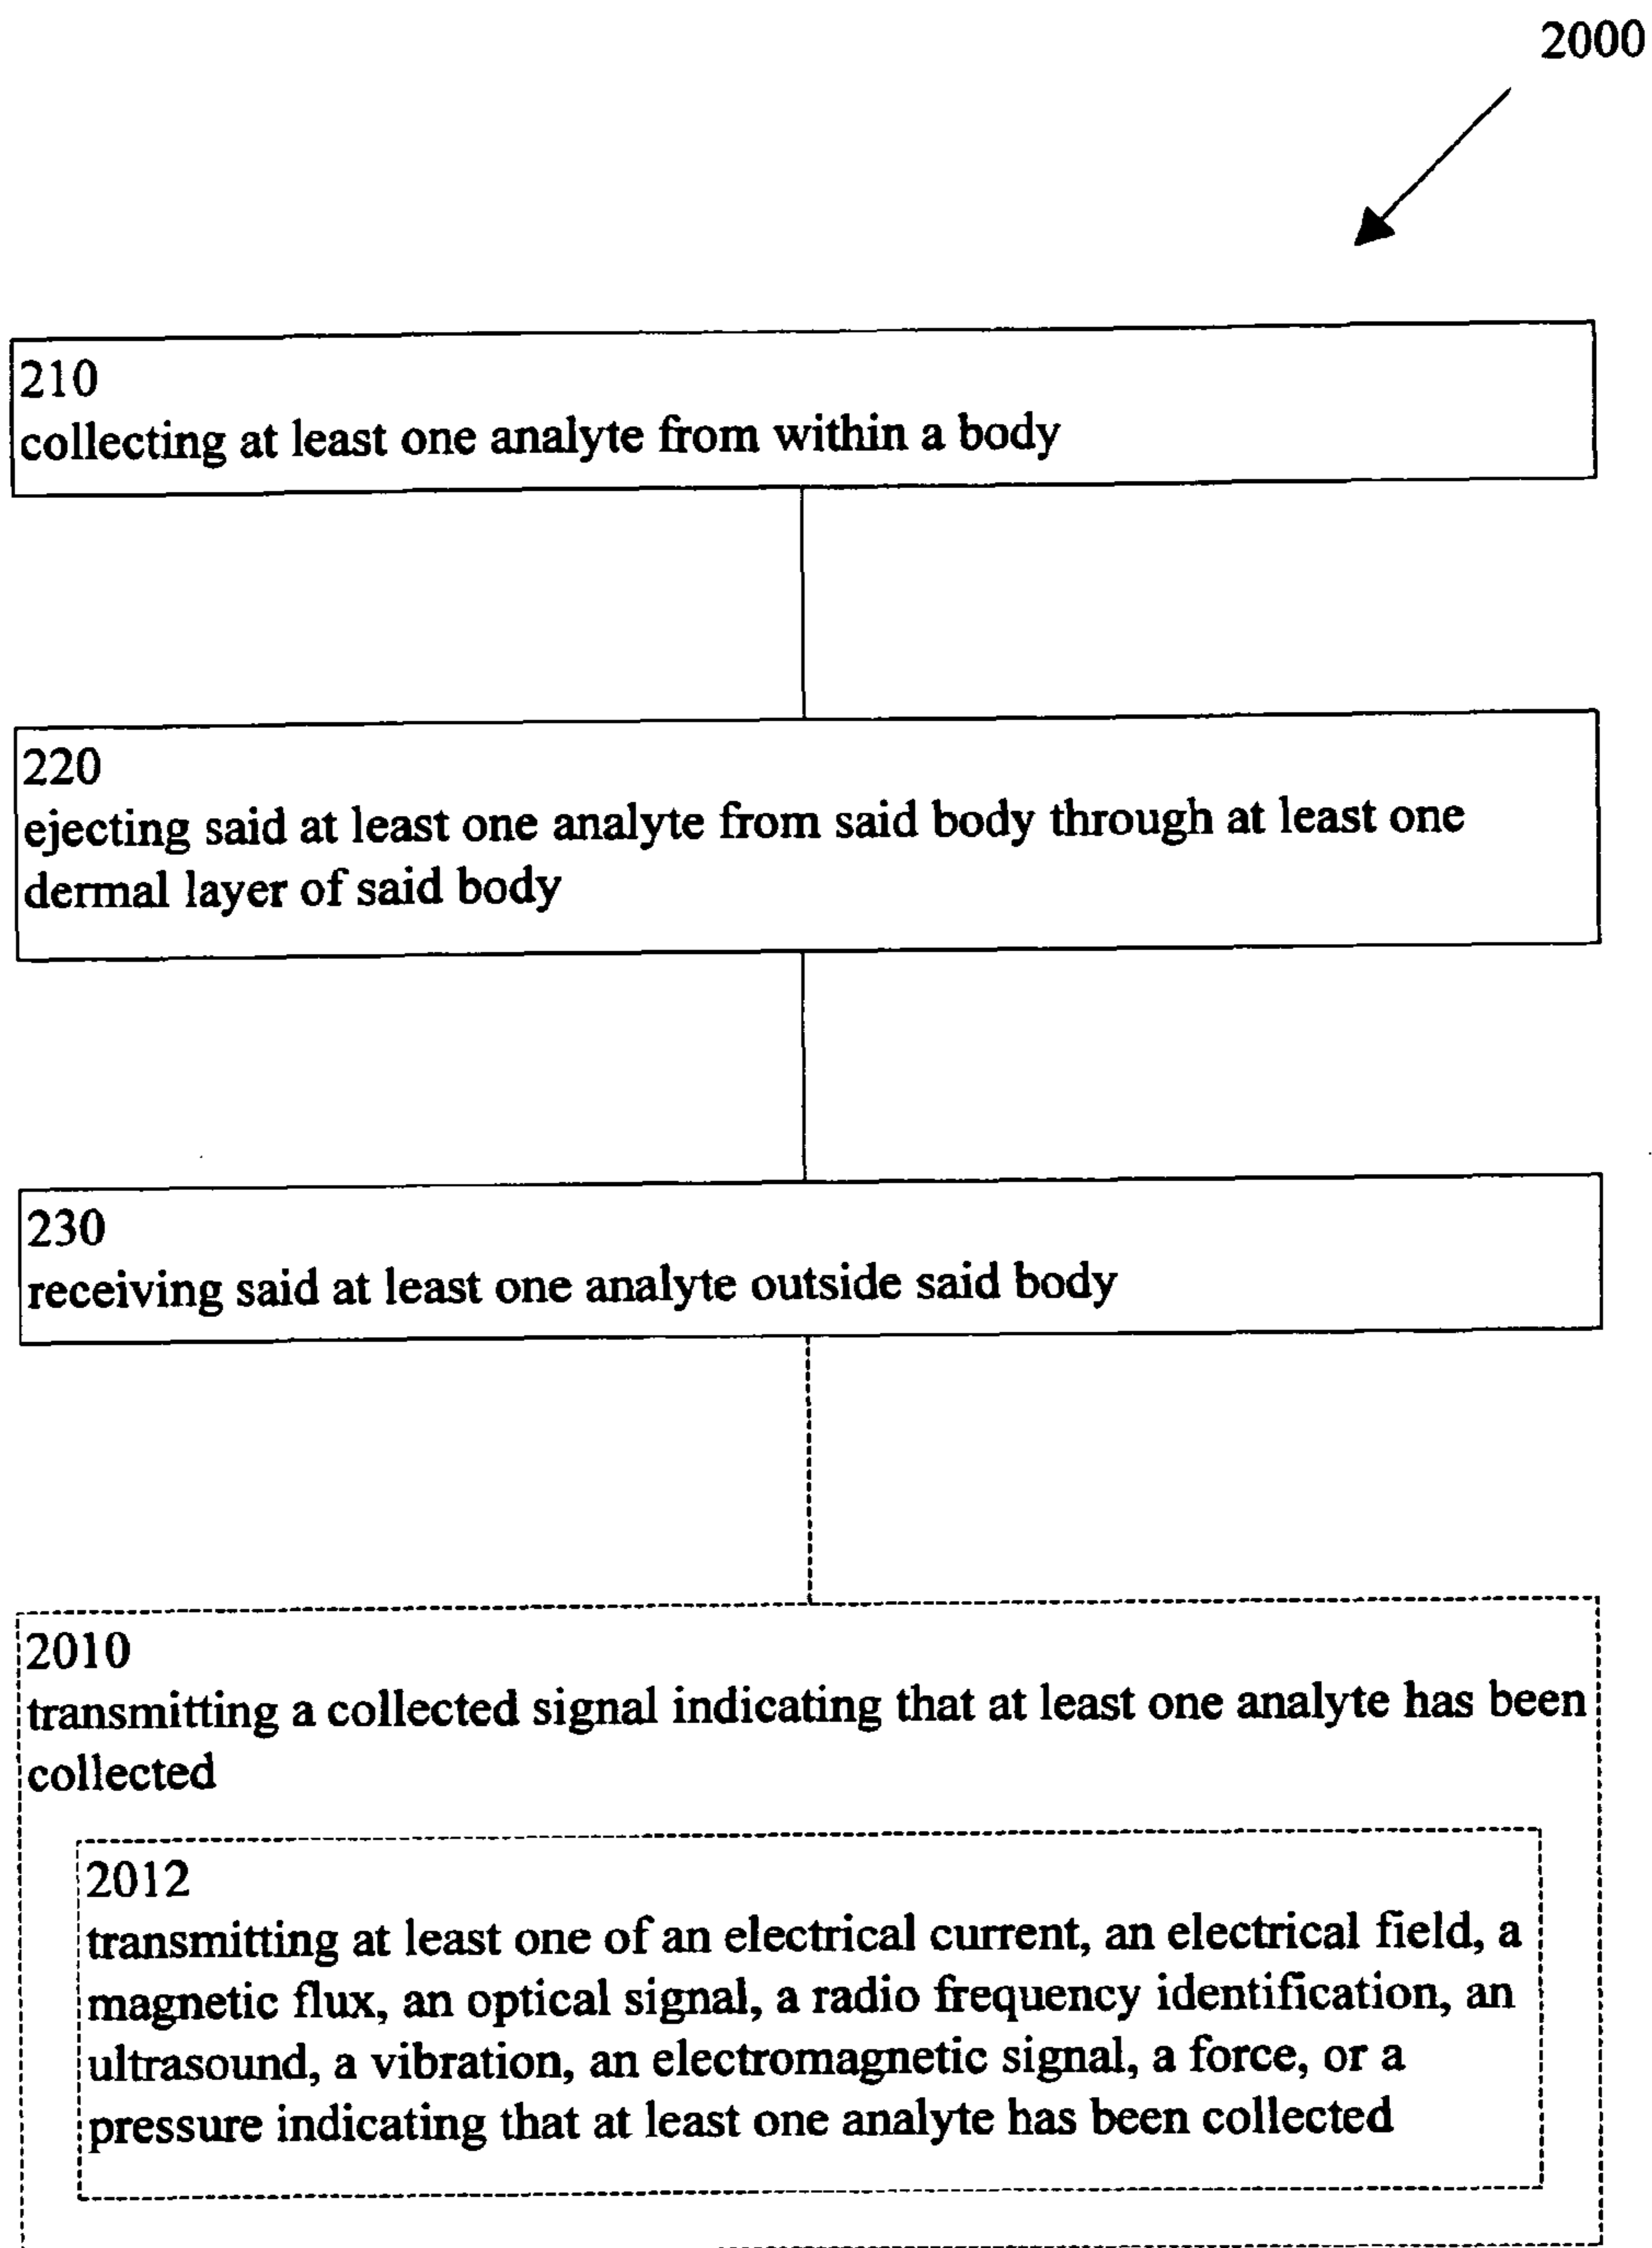 2000
210
collecting at least one analyte from within a body
220
ejecting said at least one analyte from said body through at least one
dermal layer of said body
230
receiving said at least one analyte outside said body
2010
transmitting a collected signal indicating that at least one analyte has been
collected
2012
transmitting at least one of an electrical current, an electrical field, a
magnetic flux, an optical signal, a radio frequency identification, an
ultrasound, a vibration, an electromagnetic signal, a force, or a
pressure indicating that at least one analyte has been collected